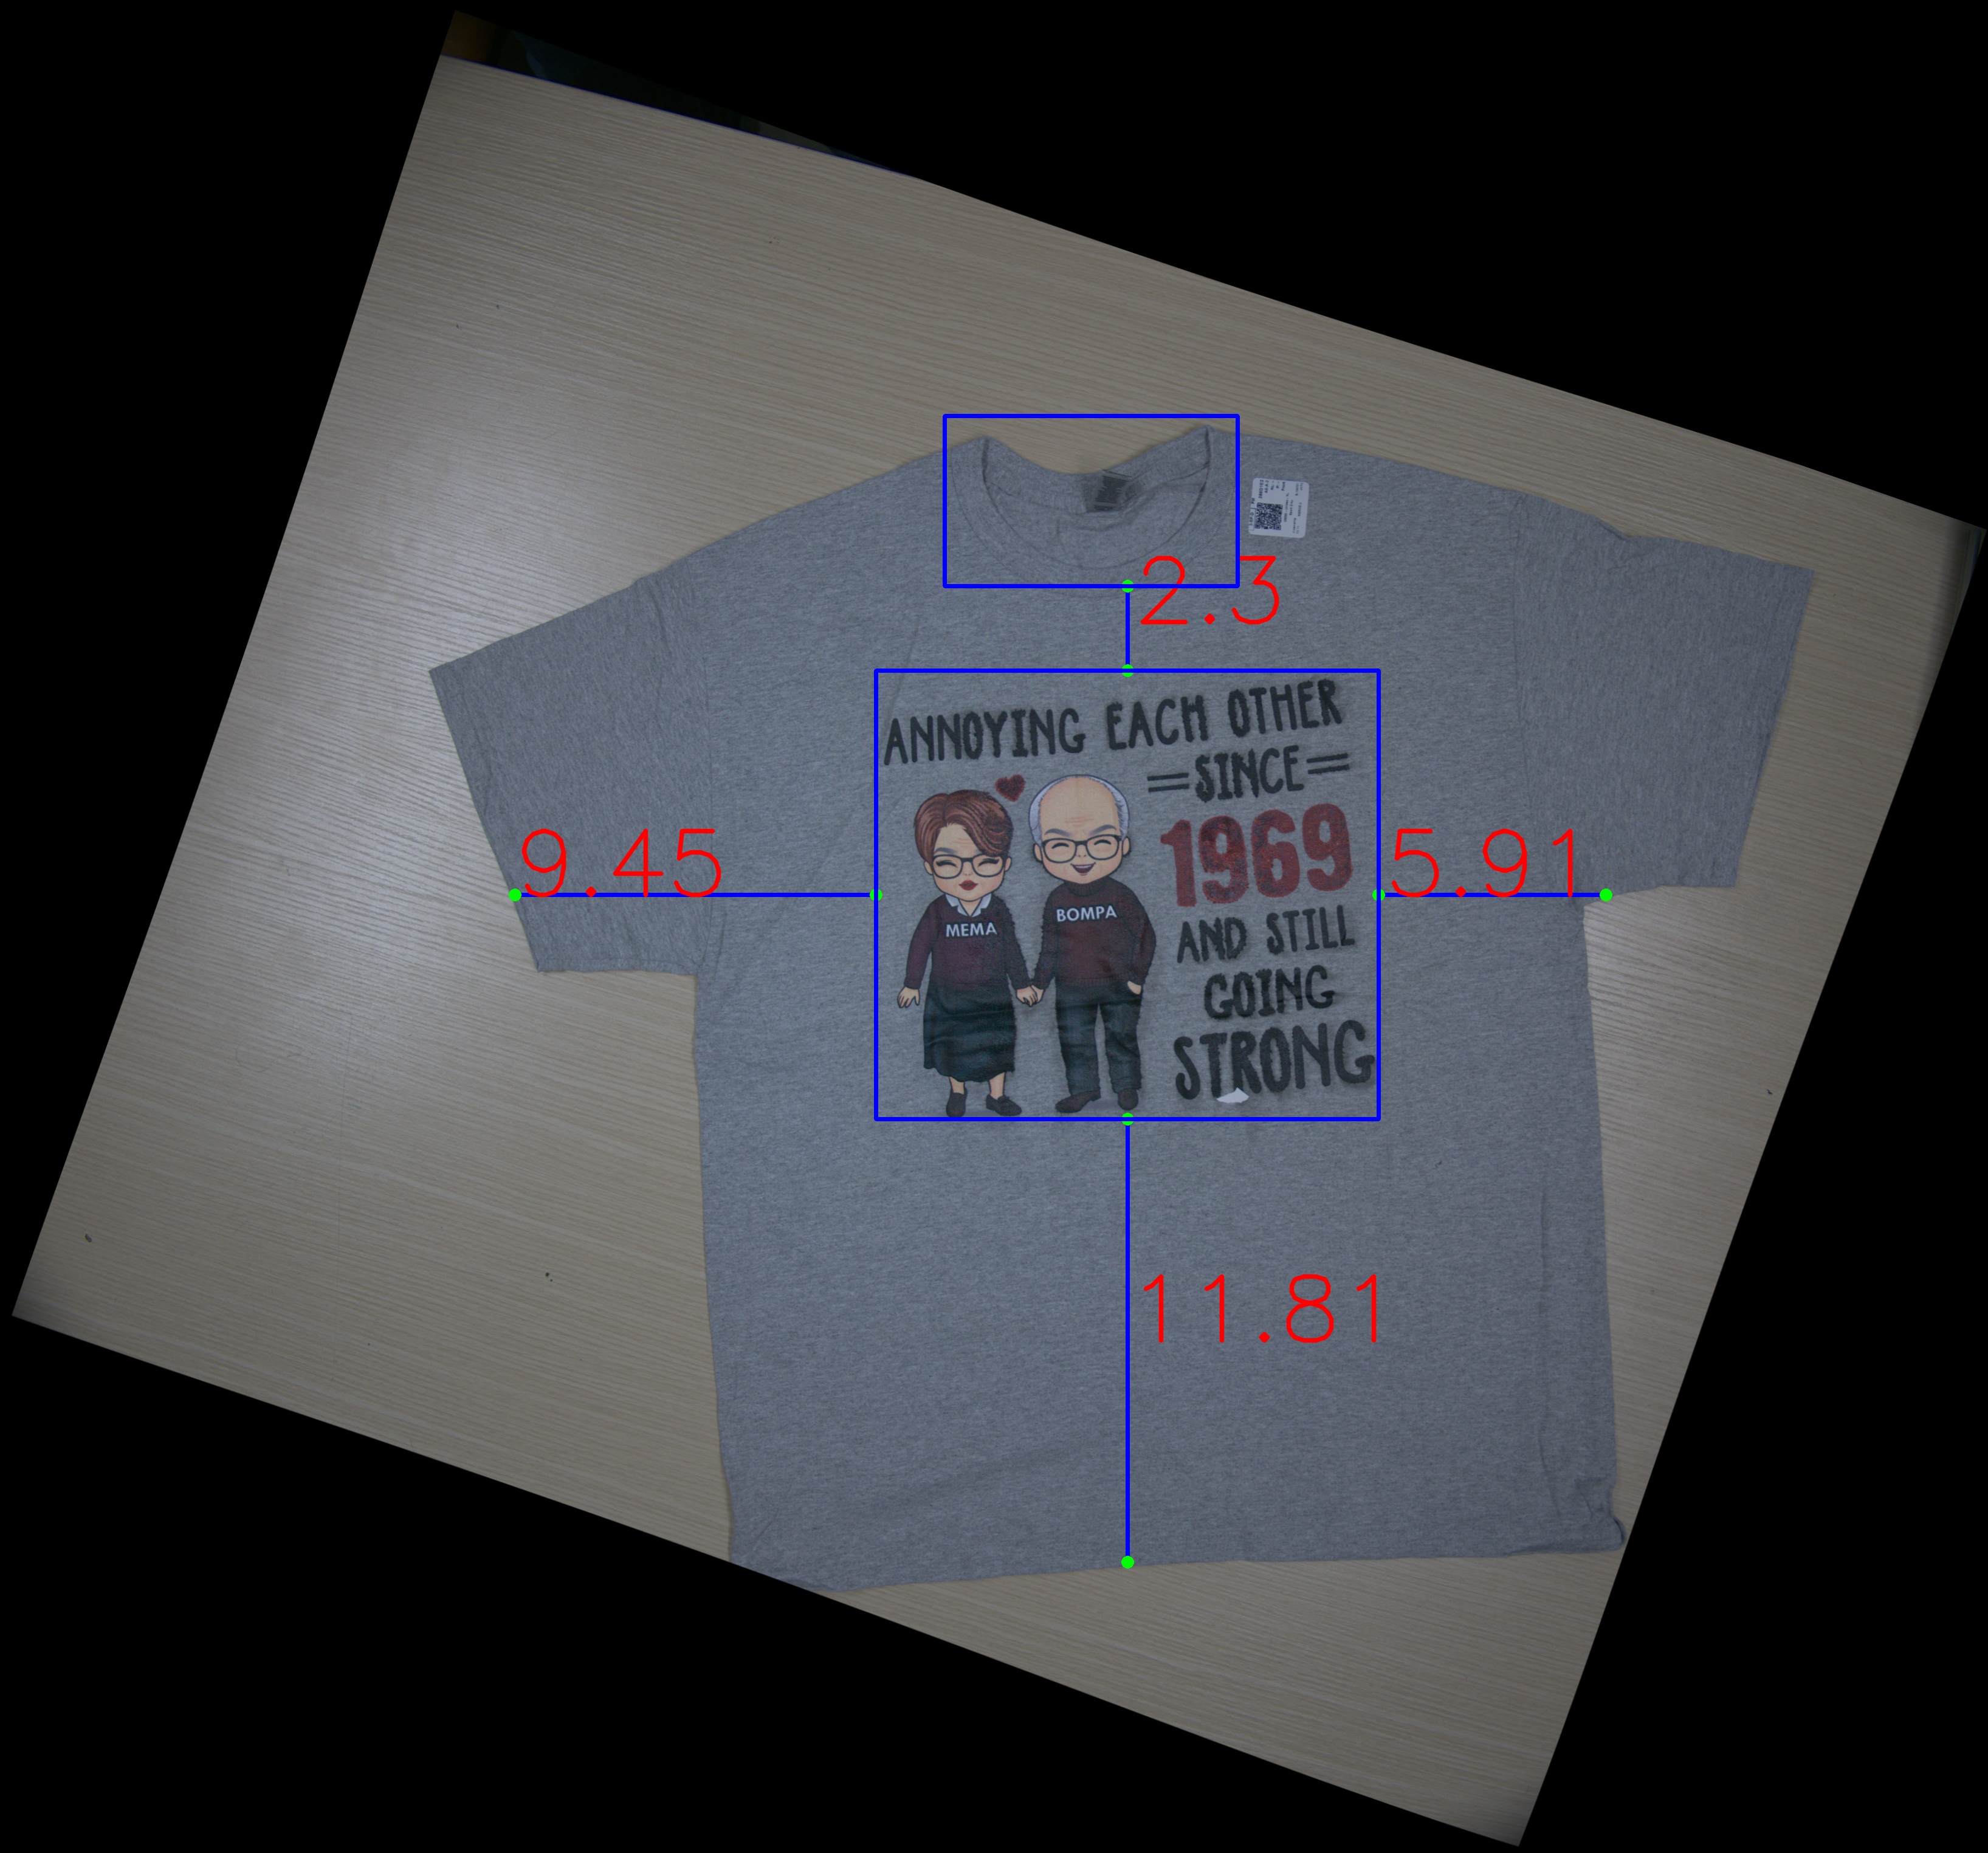 2.3
ANNOYING EACH OTHER
=SINCE=
1969
9.45
5.91
MEMA
BOMPA
AND STILL
GOING
STRONG
11.81